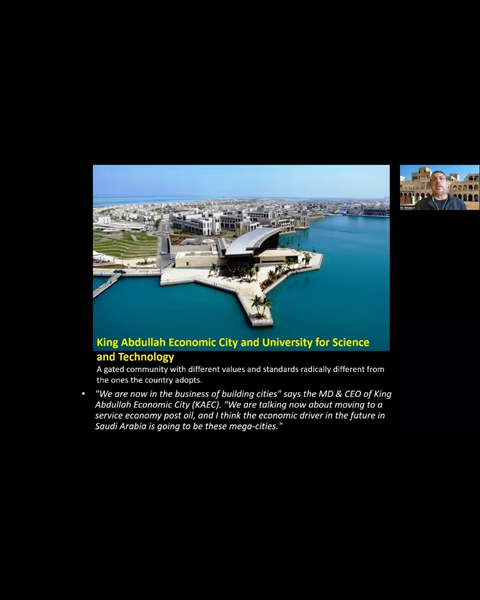 King Abdullah Economic City and University for Science
and Technology
A gated community with different values and standards radically different from
the ones the country adopts.
• "We are now in the business of building cities" says the MD & CEO of King
Abdullah Economic City (KAEC). "We are talking now about moving to a
service economy post oil, and I think the economic driver in the future in
Saudi Arabia is going to be these mega-cities."